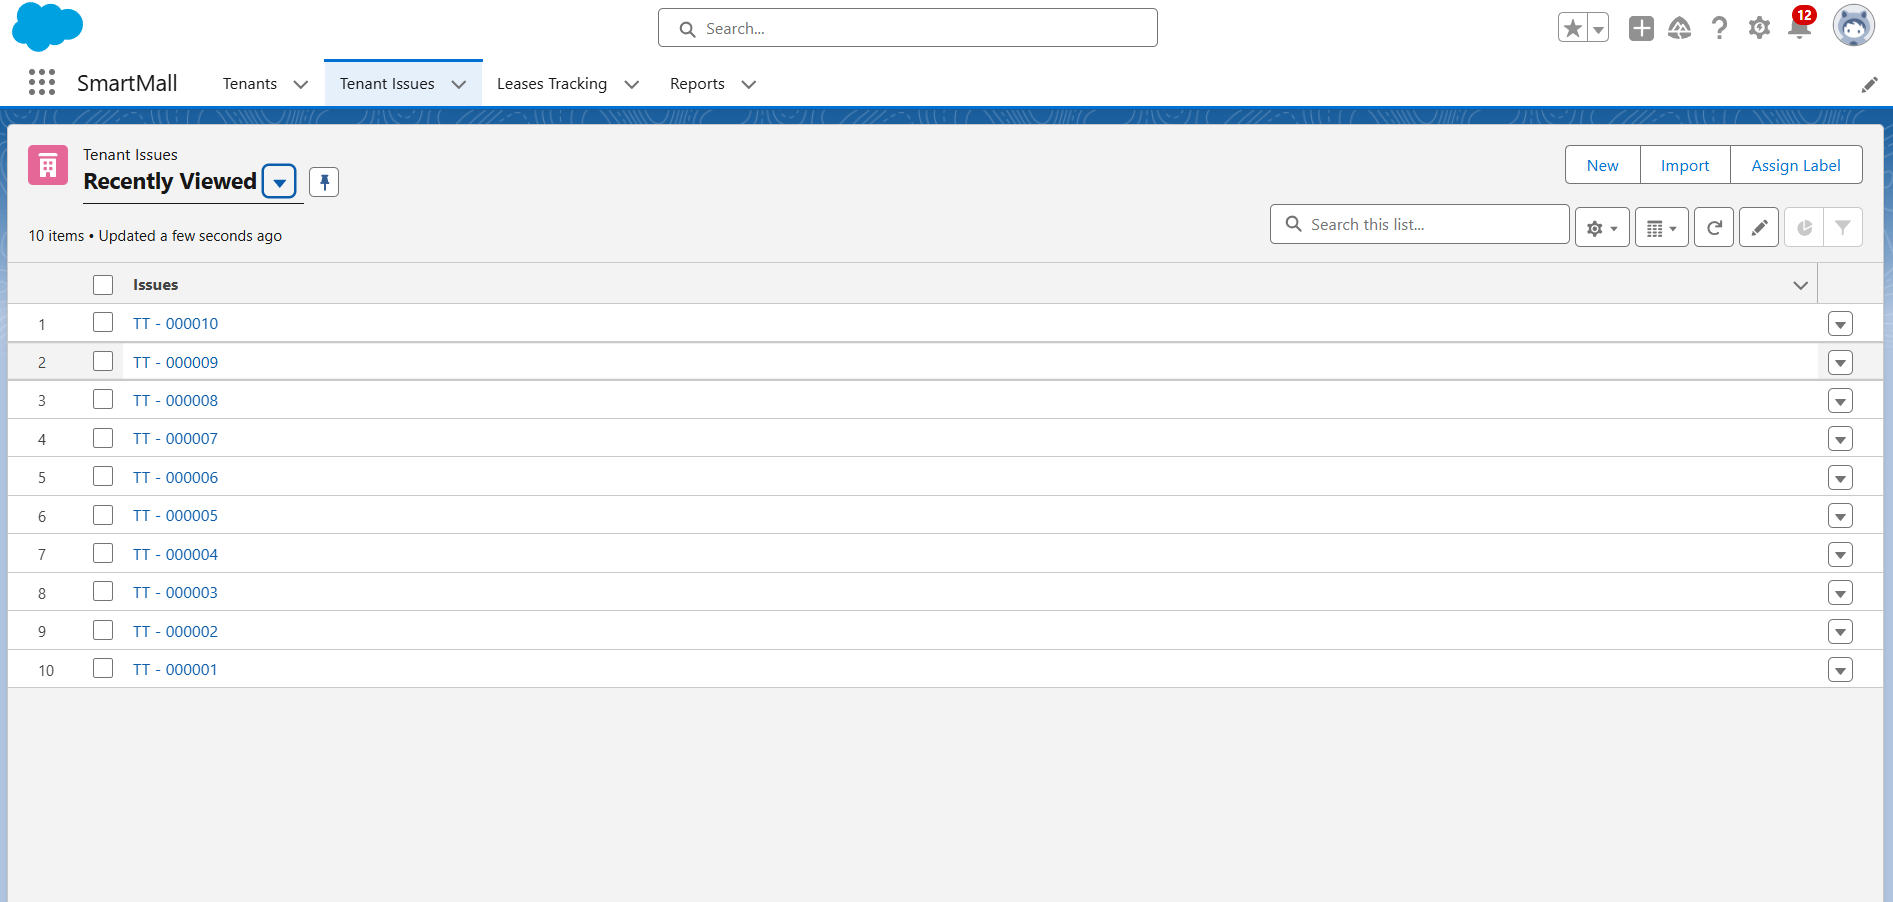 Search...
12
SmartMall
Tenants
Tenant Issues
Leases Tracking
Reports
Tenant Issues
Recently Viewed
New
Import
Assign Label
10 items • Updated a few seconds ago
Search this list...
Issues
1 TT - 000010
2 TT - 000009
3 TT - 000008
4 TT - 000007
5 TT - 000006
6 TT - 000005
7 TT - 000004
8 TT - 000003
9 TT - 000002
10 TT - 000001